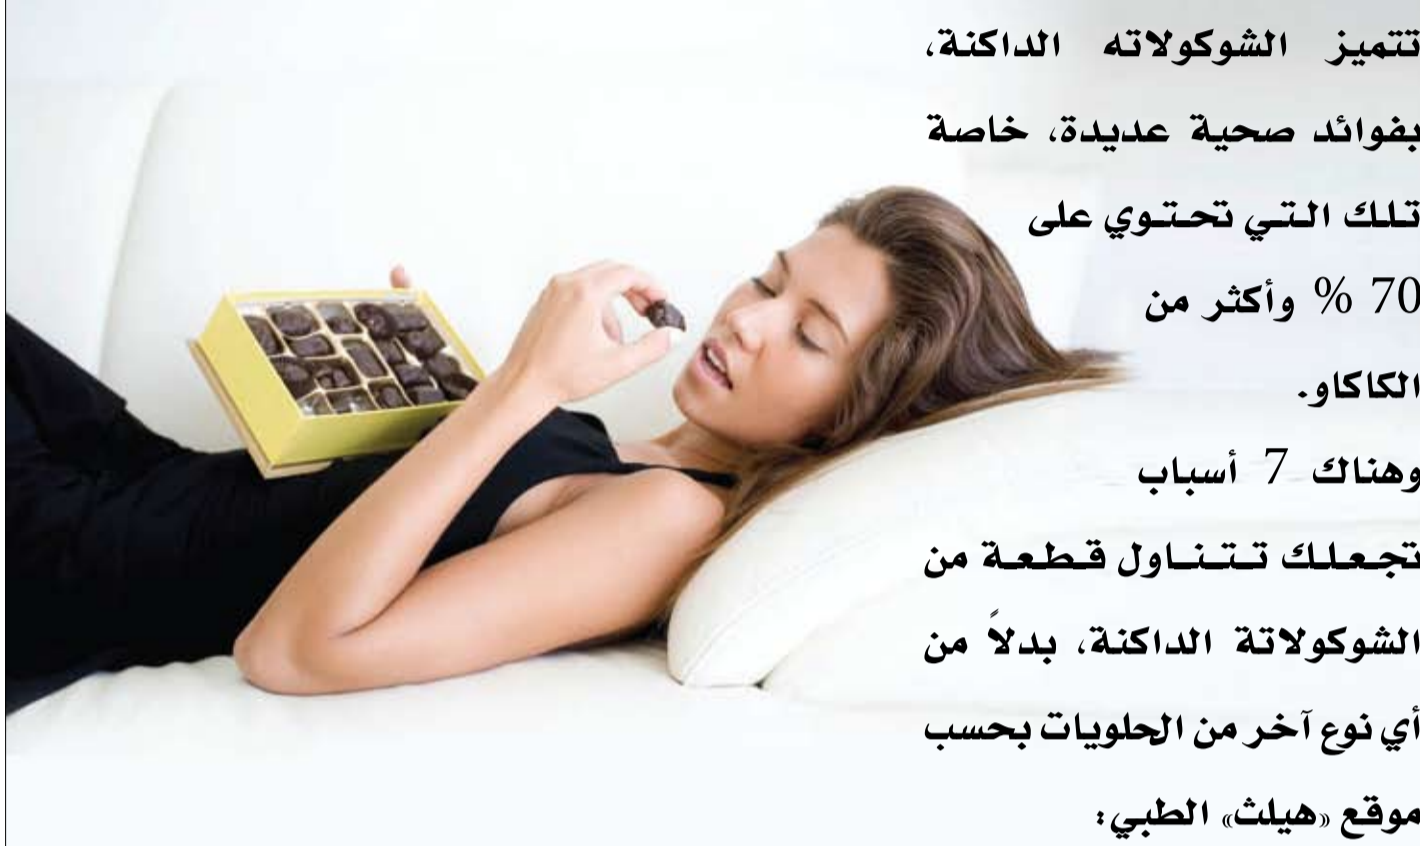 تتميز الشوكولاته الداكنة،
بفوائد صحية عديدة، خاصة
تلك التي تحتوي على
70 % وأكثر من
الكاكاو.
وهناك 7 أسباب
تجعلك تتناول قطعة من
الشوكولاتة الداكنة، بدلاً من
أي نوع آخر من الحلويات بحسب
موقع «هيلث» الطبي: